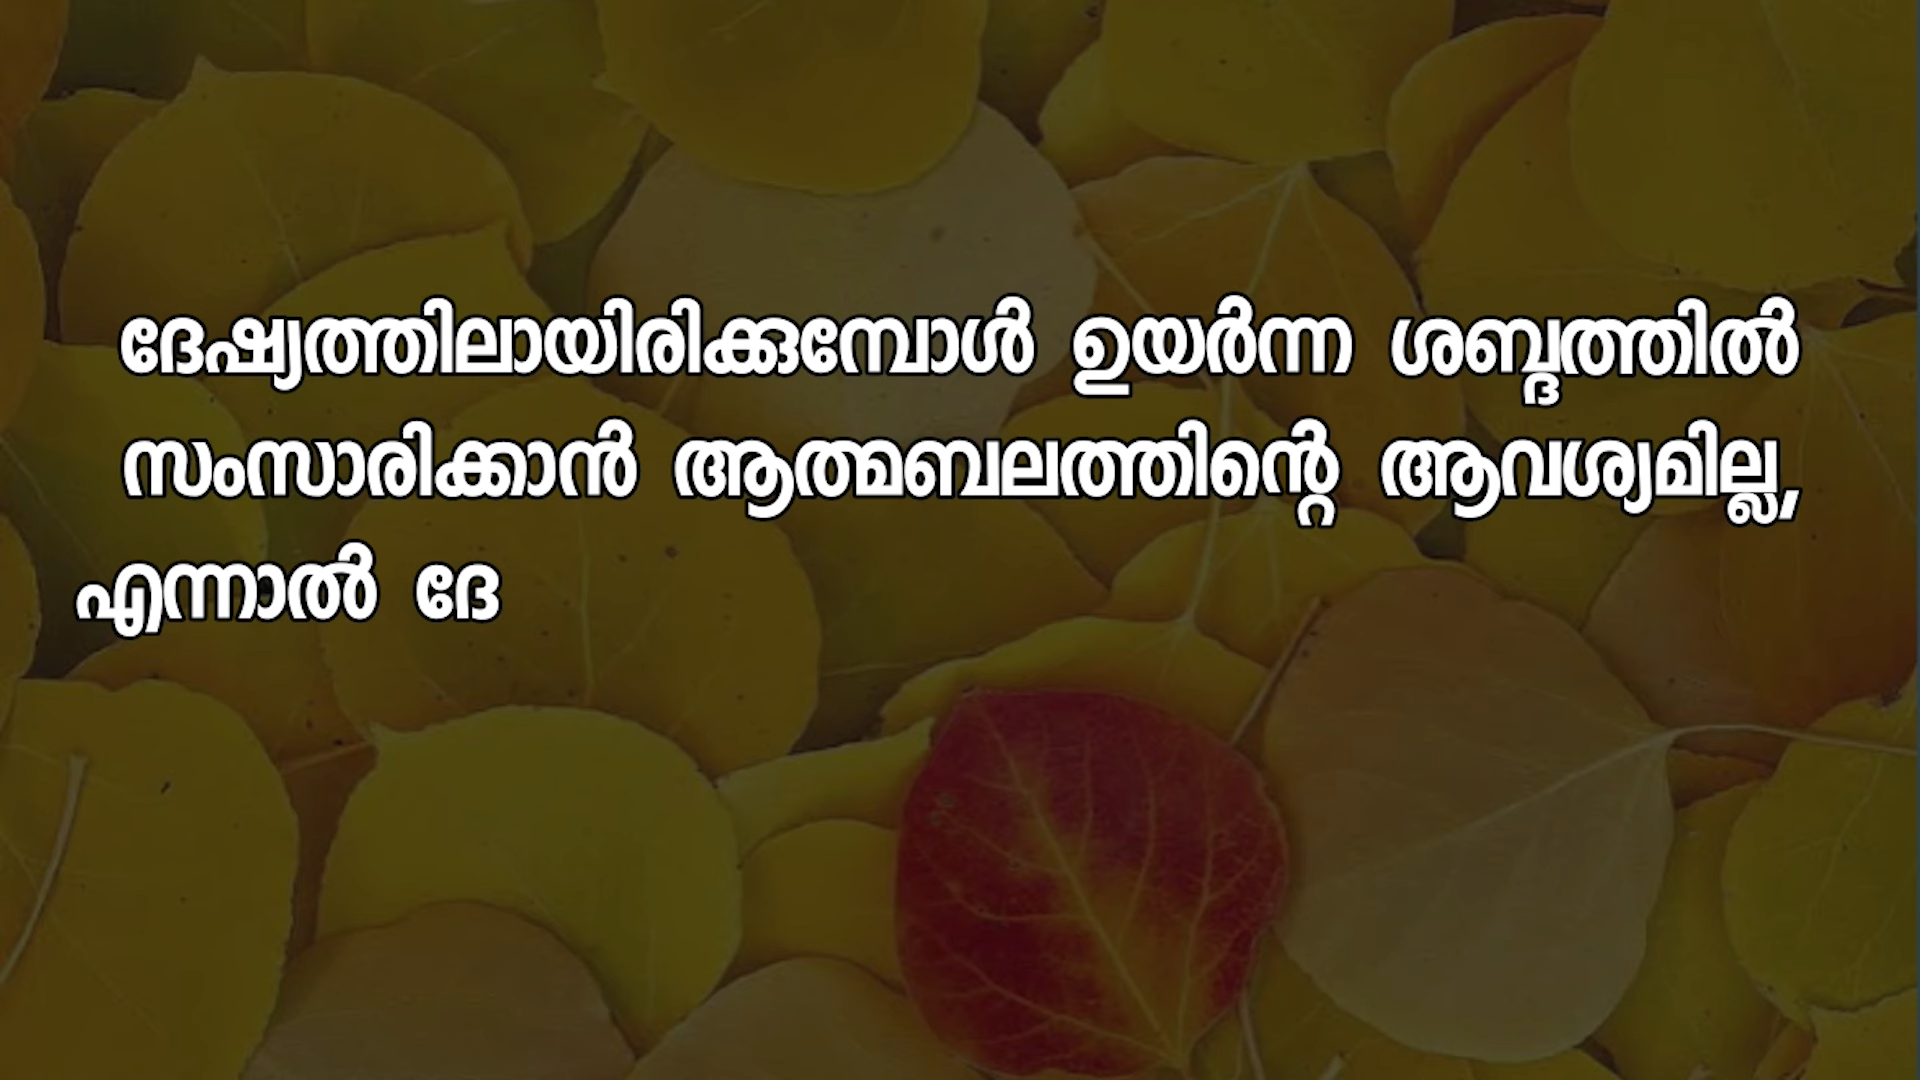 ദേഷ്യത്തിലായിരിക്കുമ്പോൾ ഉയർന്ന ശബ്ദത്തിൽ
സംസാരിക്കാൻ ആത്മബലത്തിന്റെ ആവശ്യമില്ല,
എന്നാൽ ദേ